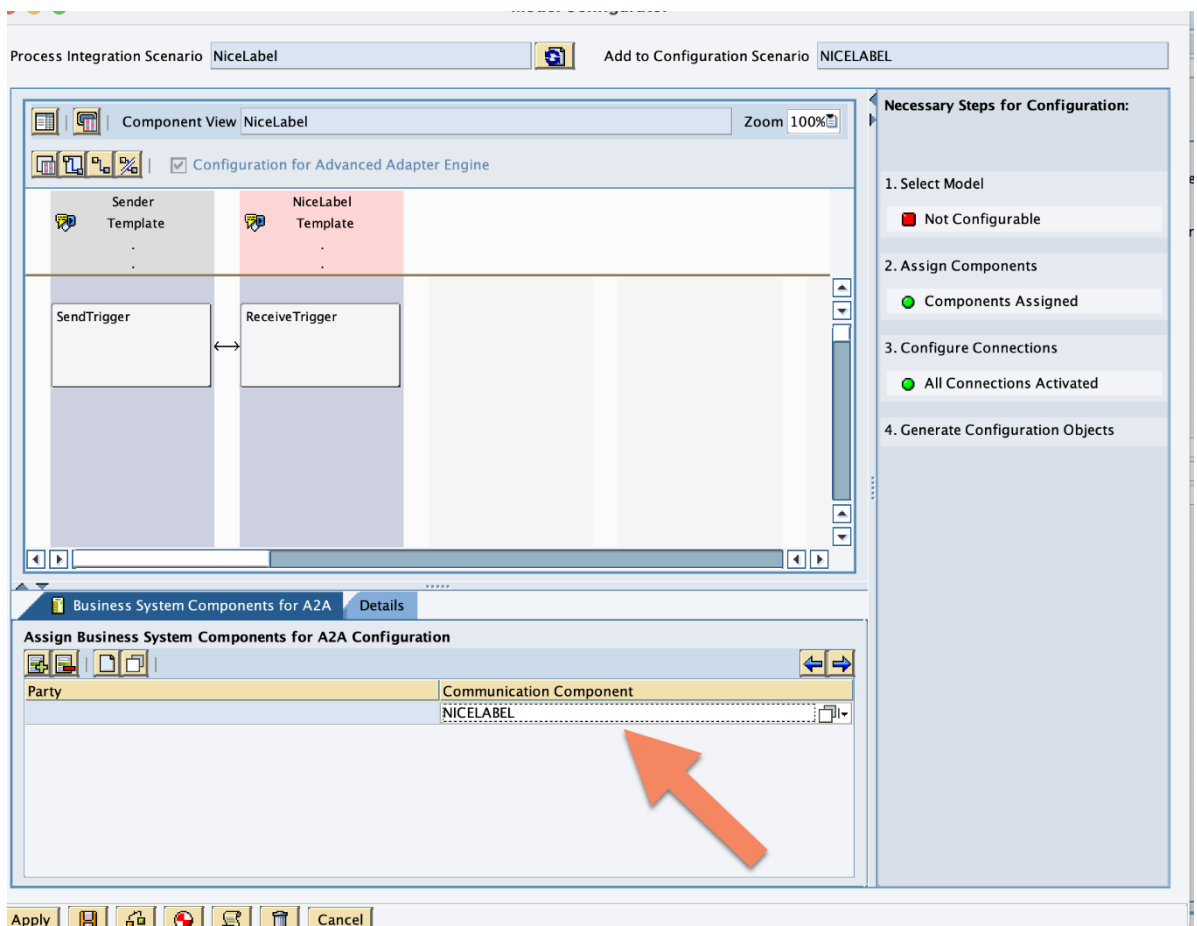 Process Integration Scenario NiceLabel Add to Configuration Scenario NICELABEL
Component View NiceLabel Zoom 100%
Configuration for Advanced Adapter Engine
Sender NiceLabel
Template Template
. .
. .
SendTrigger ReceiveTrigger
Necessary Steps for Configuration:
1. Select Model
Not Configurable
2. Assign Components
Components Assigned
3. Configure Connections
All Connections Activated
4. Generate Configuration Objects
Business System Components for A2A Details
Assign Business System Components for A2A Configuration
Party Communication Component
NICELABEL
Apply Cancel